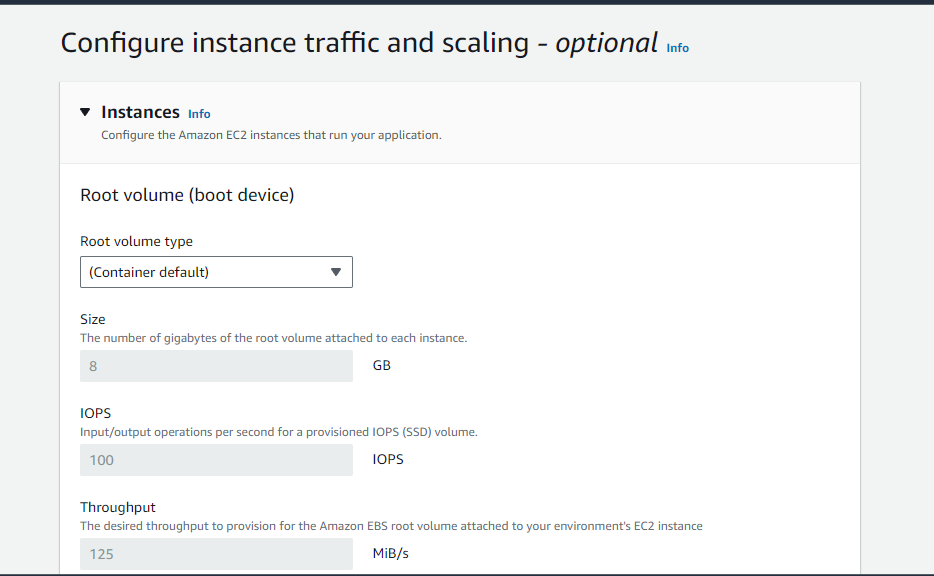 Configure instance traffic and scaling - optional Info
Instances Info
Configure the Amazon EC2 instances that run your application.
Root volume (boot device)
Root volume type
(Container default)
Size
The number of gigabytes of the root volume attached to each instance.
8 GB
IOPS
Input/output operations per second for a provisioned IOPS (SSD) volume.
100 IOPS
Throughput
The desired throughput to provision for the Amazon EBS root volume attached to your environment's EC2 instance
125 MiB/s